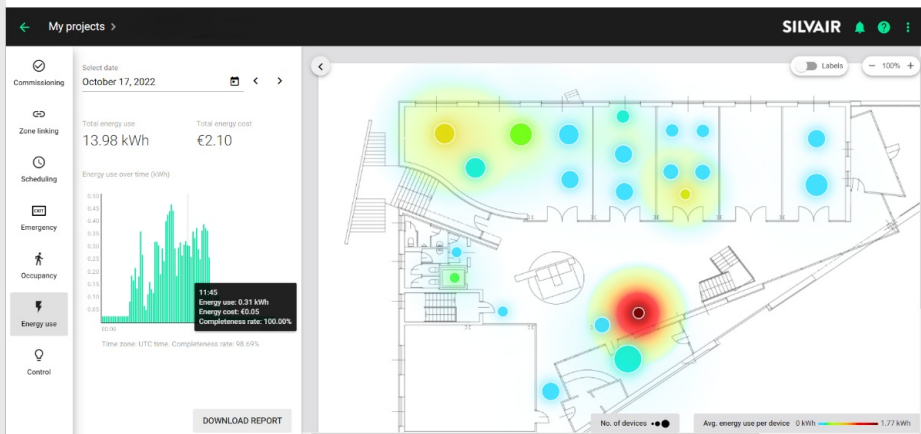 My projects >
SILVAIR
Commissioning
Zone linking
Scheduling
EXIT
Emergency
Occupancy
Energy use
Control
Select date
October 17, 2022
Total energy use
Total energy cost
13.98 kWh
€2.10
Energy use over time (kWh)
0.50
0.45
0.40
0.35
0.30
0.25
0.20
0.15
0.10
0.05
11:45
Energy use: 0.31 kWh
Energy cost: €0.05
Completeness rate: 100.00%
Time zone: UTC time. Completeness rate: 98.69%
DOWNLOAD REPORT
Labels
− 100% +
No. of devices
Avg. energy use per device 0 kWh 1.77 kWh